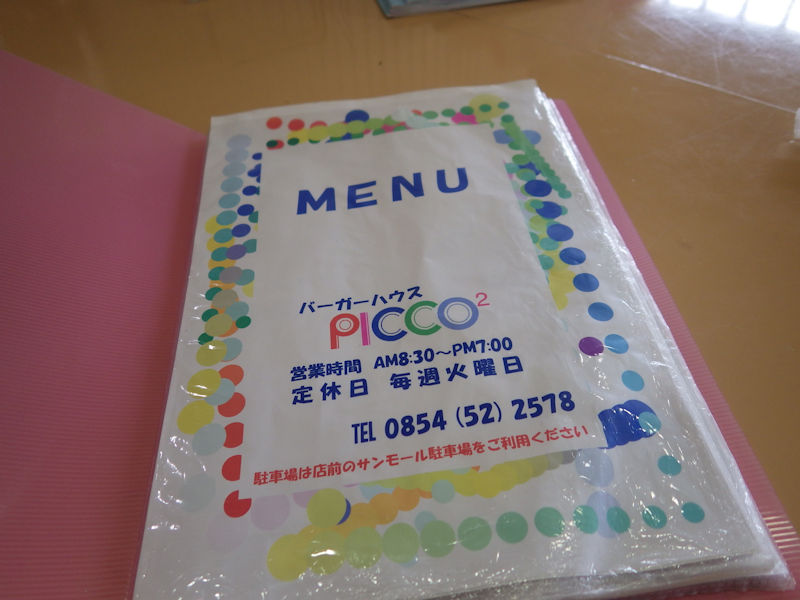 MENU
バーガーハウス
PICCO²
営業時間 AM8:30〜PM7:00
定休日 毎週火曜日
TEL 0854 (52) 2578
駐車場は店前のサンモール駐車場をご利用ください